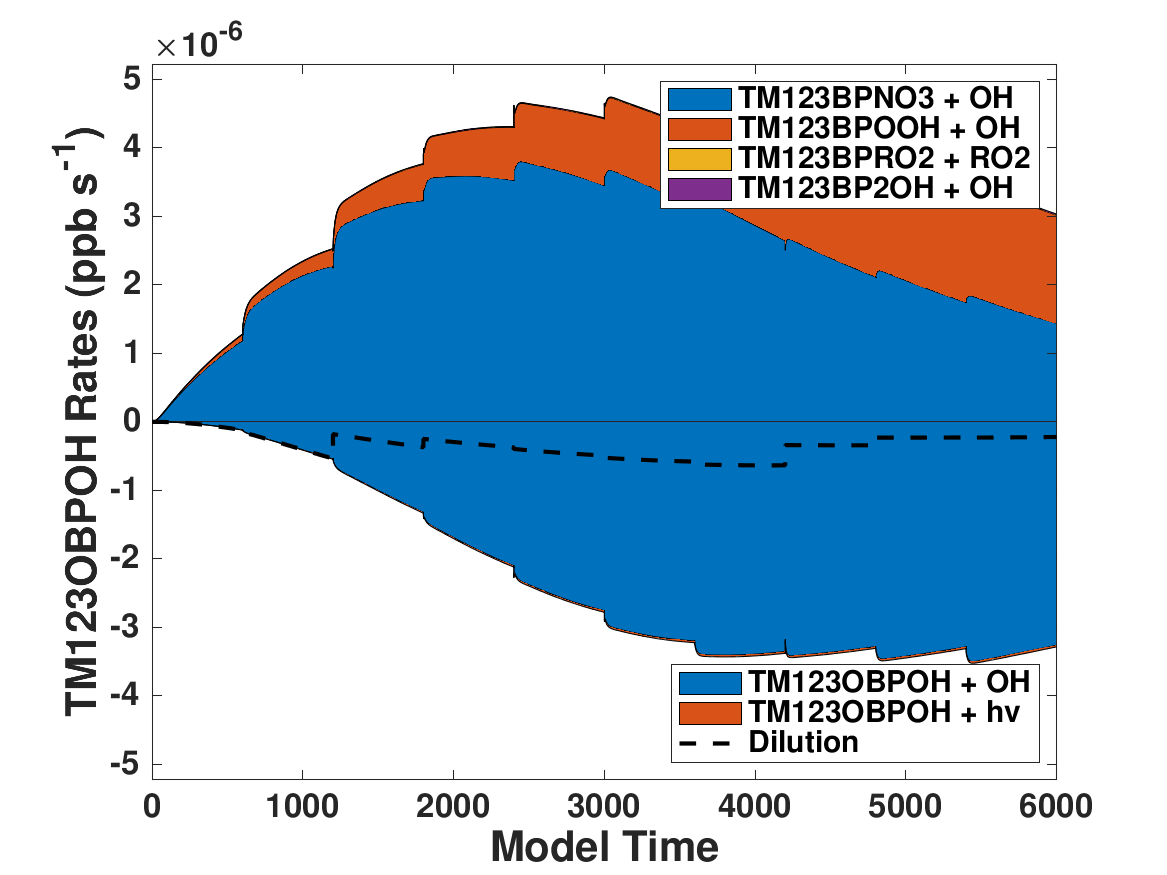 ×10-6
5
4
3
2
1
0
-1
-2
-3
-4
-5
TM123OBPOH Rates (ppb s-1)
TM123BPNO3 + OH
TM123BPOOH + OH
TM123BPRO2 + RO2
TM123BP2OH + OH
TM123OBPOH + OH
TM123OBPOH + hv
Dilution
0 1000 2000 3000 4000 5000 6000
Model Time